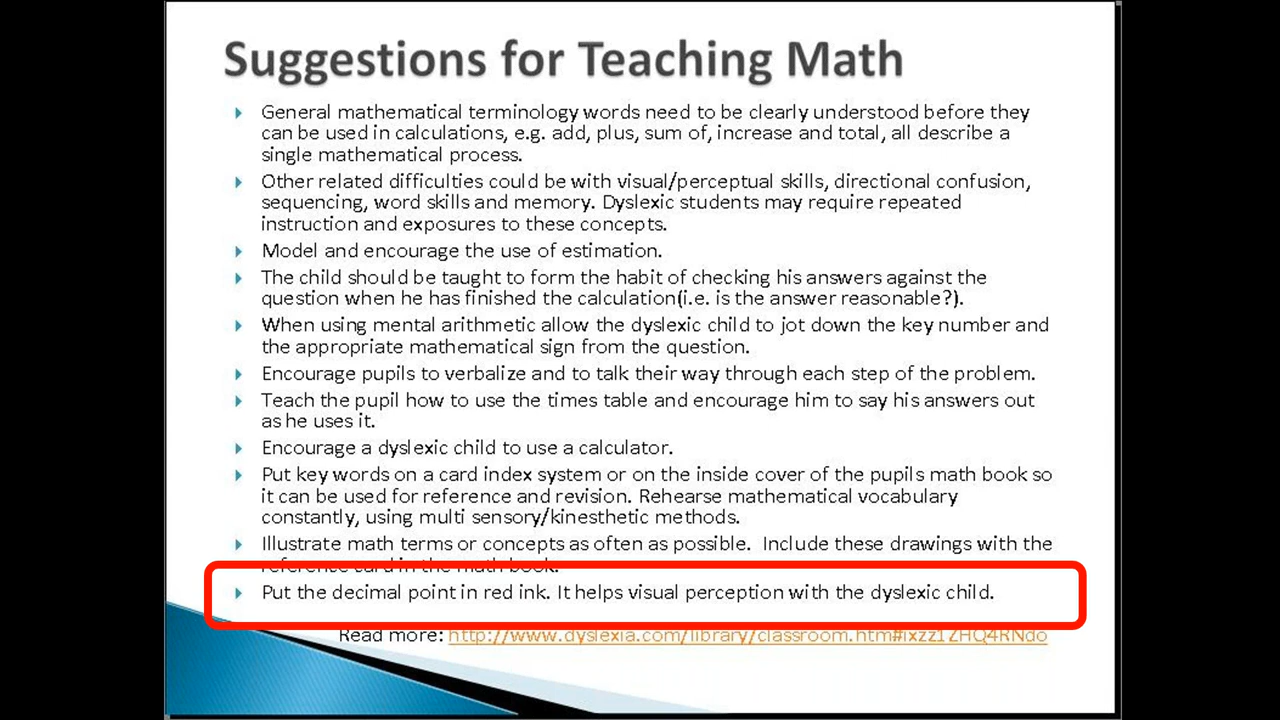 Suggestions for Teaching Math
General mathematical terminology words need to be clearly understood before they
can be used in calculations, e.g. add, plus, sum of, increase and total, all describe a
single mathematical process.
Other related difficulties could be with visual/perceptual skills, directional confusion,
sequencing, word skills and memory. Dyslexic students may require repeated
instruction and exposures to these concepts.
Model and encourage the use of estimation.
The child should be taught to form the habit of checking his answers against the
question when he has finished the calculation(i.e. is the answer reasonable?).
When using mental arithmetic allow the dyslexic child to jot down the key number and
the appropriate mathematical sign from the question.
Encourage pupils to verbalize and to talk their way through each step of the problem.
Teach the pupil how to use the times table and encourage him to say his answers out
as he uses it.
Encourage a dyslexic child to use a calculator.
Put key words on a card index system or on the inside cover of the pupils math book so
it can be used for reference and revision. Rehearse mathematical vocabulary
constantly, using multi sensory/kinesthetic methods.
Illustrate math terms or concepts as often as possible. Include these drawings with the
reference card in the math book.
Put the decimal point in red ink. It helps visual perception with the dyslexic child.
Read more: http://www.dyslexia.com/library/classroom.htm#ixzz1ZHQ4RNdo